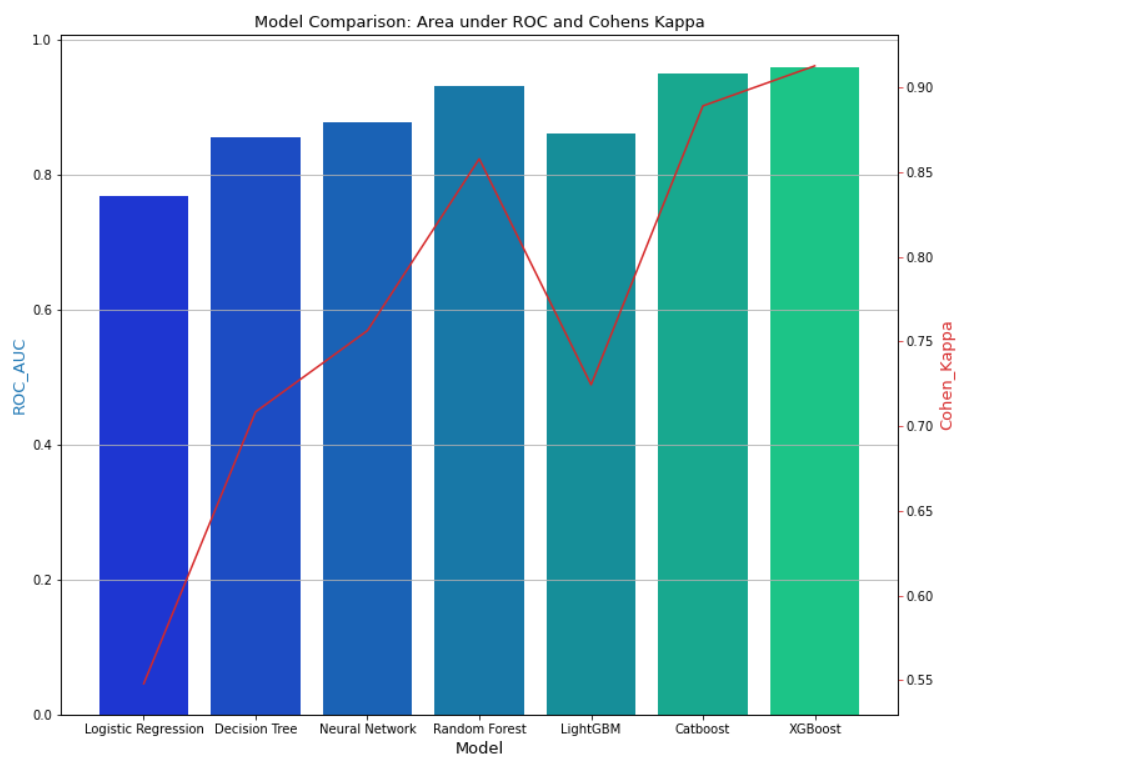 Model Comparison: Area under ROC and Cohens Kappa
1.0
0.8
0.6
0.4
0.2
0.0
ROC_AUC
0.90
0.85
0.80
0.75
0.70
0.65
0.60
0.55
Cohen_Kappa
Logistic Regression Decision Tree Neural Network Random Forest LightGBM Catboost XGBoost
Model